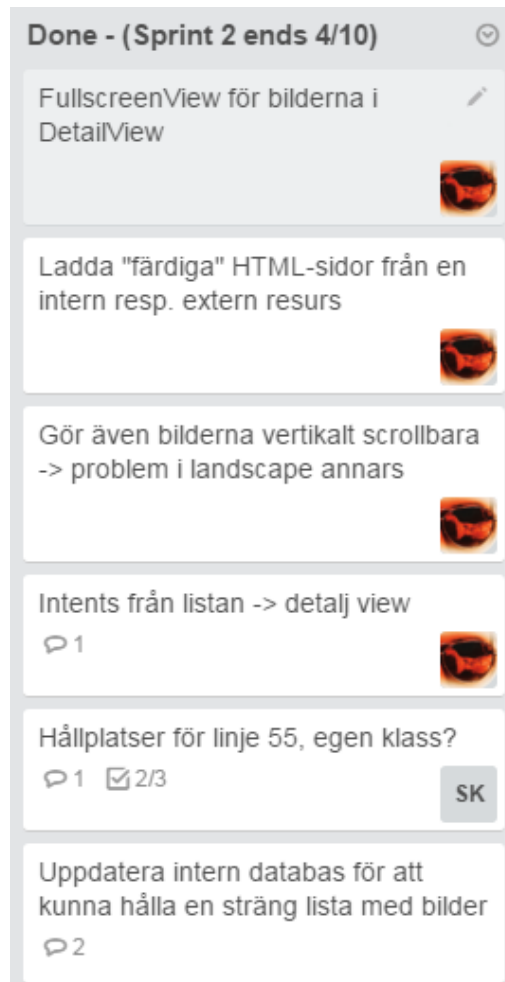 Done - (Sprint 2 ends 4/10)
FullscreenView för bilderna i
DetailView
Ladda "färdiga" HTML-sidor från en
intern resp. extern resurs
Gör även bilderna vertikalt scrollbara
-> problem i landscape annars
Intents från listan -> detalj view
1
Hållplatser för linje 55, egen klass?
1 2/3
SK
Uppdatera intern databas för att
kunna hålla en sträng lista med bilder
2